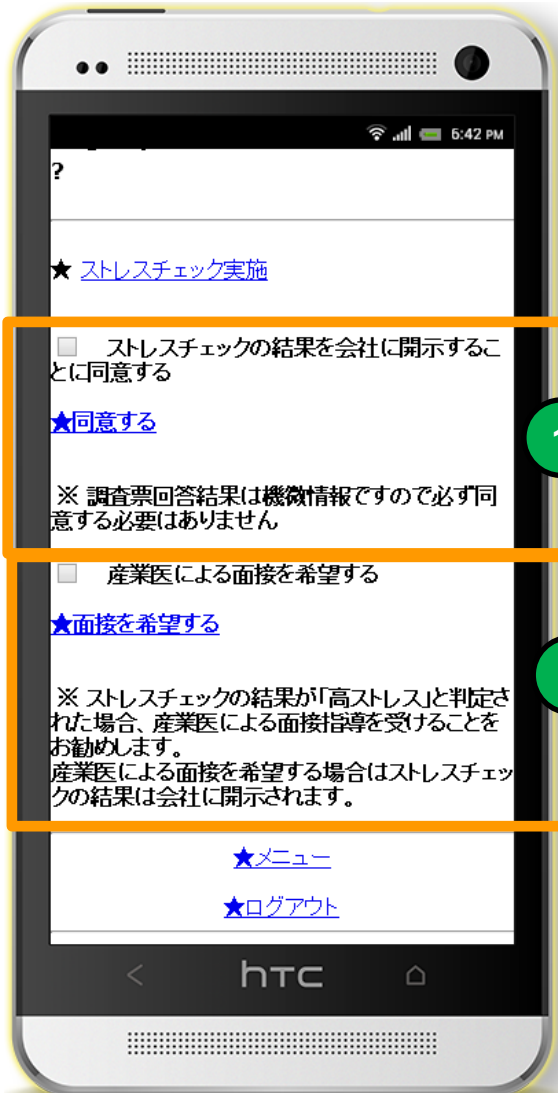 6:42 PM
?
★ ストレスチェック実施
ストレスチェックの結果を会社に開示するこ
とに同意する
★同意する
※ 調査票回答結果は機微情報ですので必ず同
意する必要はありません
産業医による面接を希望する
★面接を希望する
※ ストレスチェックの結果が「高ストレス」と判定さ
れた場合、産業医による面接指導を受けることを
お勧めします。
産業医による面接を希望する場合はストレスチェッ
クの結果は会社に開示されます。
★メニュー
★ログアウト
hTC